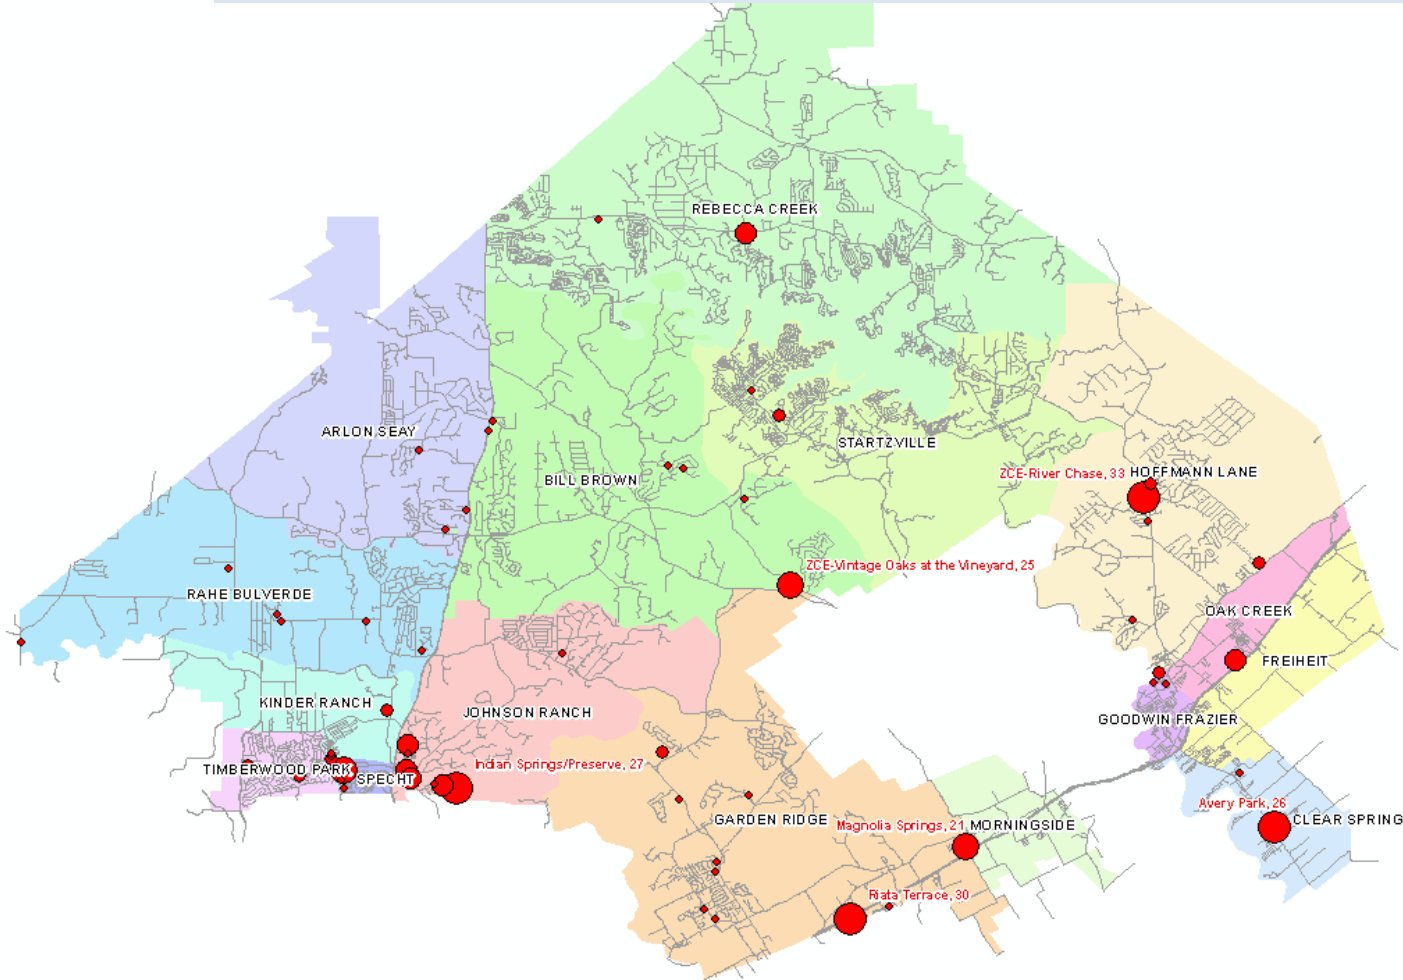 REBECCA CREEK
ARLON SEAY
STARTZVILLE
BILL BROWN
ZCE-River Chase, 33
HOFFMANN LANE
ZCE-Vintage Oaks at the Vineyard, 25
RAHE BULVERDE
OAK CREEK
FREIHEIT
KINDER RANCH
JOHNSON RANCH
GOODWIN FRAZIER
TIMBERWOOD PARK
SPECHT
Indian Springs/Preserve, 27
Avery Park, 26
GARDEN RIDGE
Magnolia Springs, 21
MORNINGSIDE
CLEAR SPRING
Riata Terrace, 30